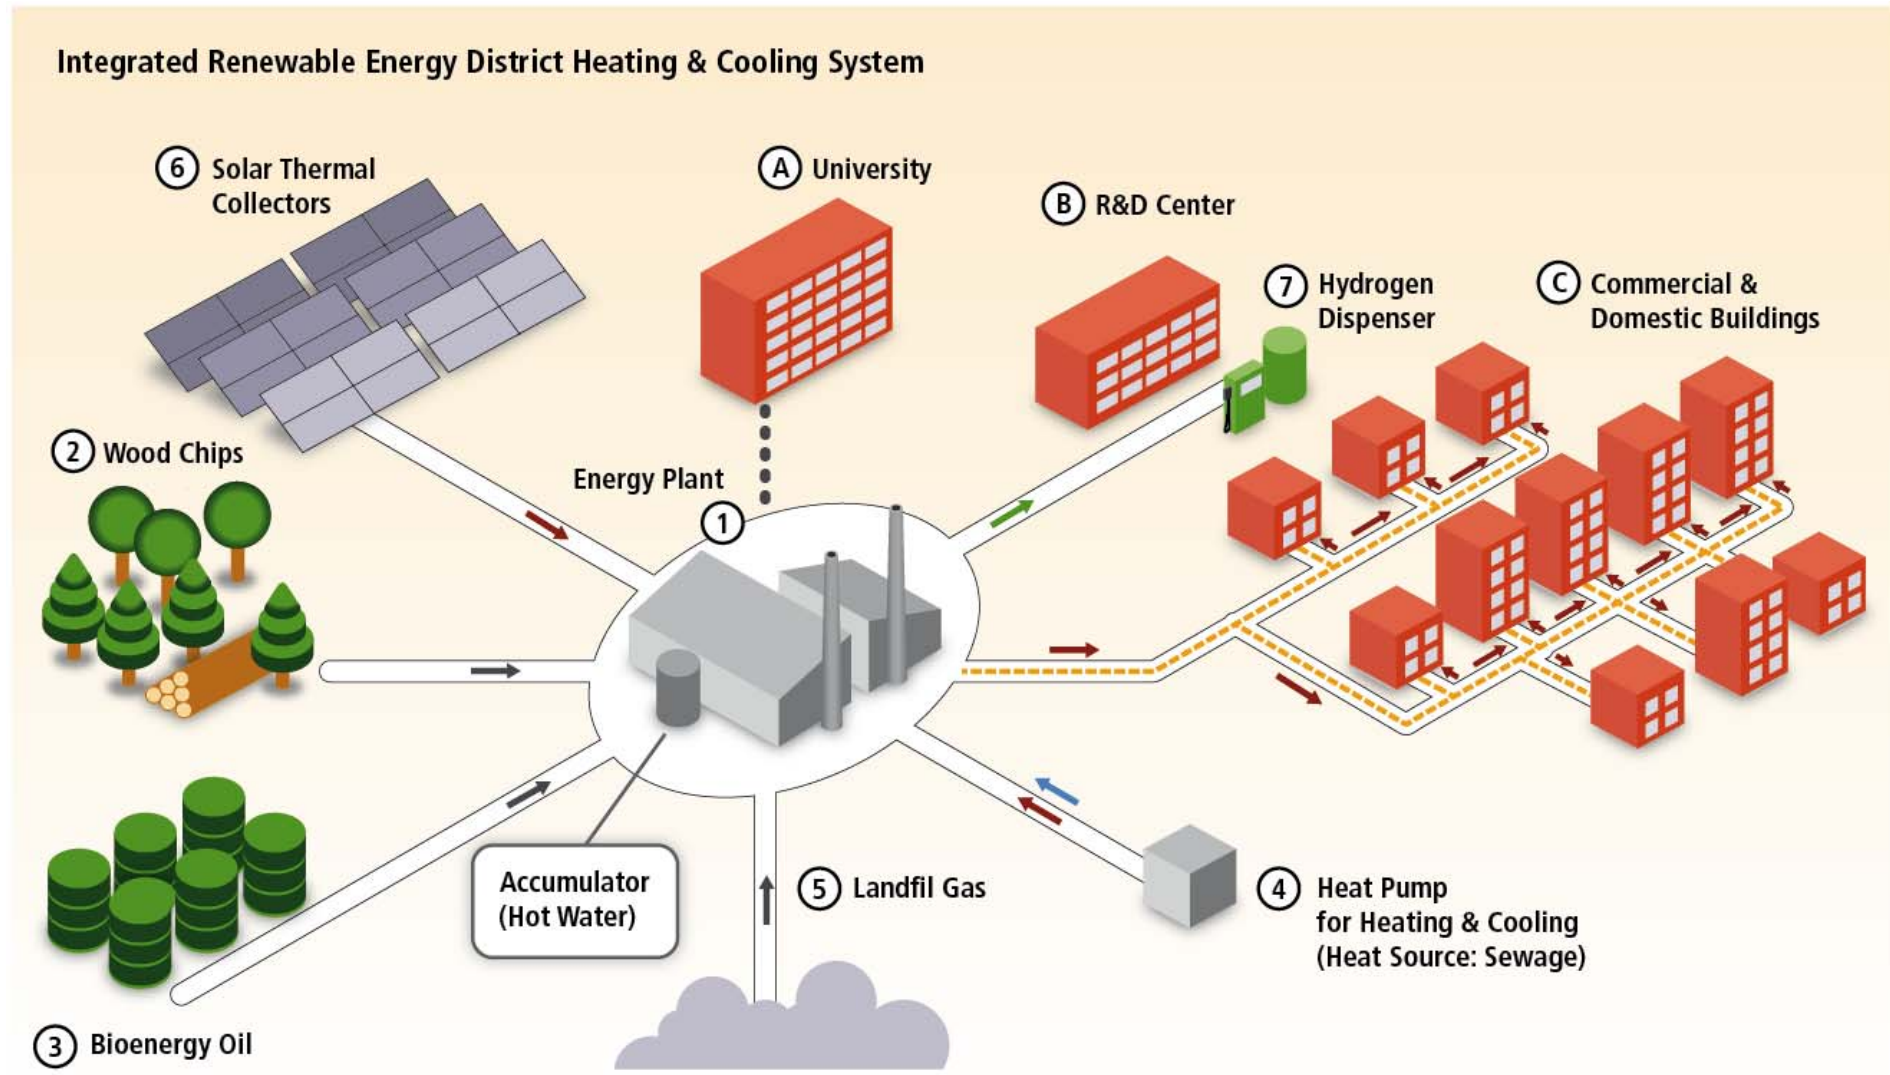 Integrated Renewable Energy District Heating & Cooling System
6 Solar Thermal
Collectors
A University
B R&D Center
7 Hydrogen
Dispenser
C Commercial &
Domestic Buildings
2 Wood Chips
Energy Plant
1
Accumulator
(Hot Water)
5 Landfil Gas
4 Heat Pump
for Heating & Cooling
(Heat Source: Sewage)
3 Bioenergy Oil